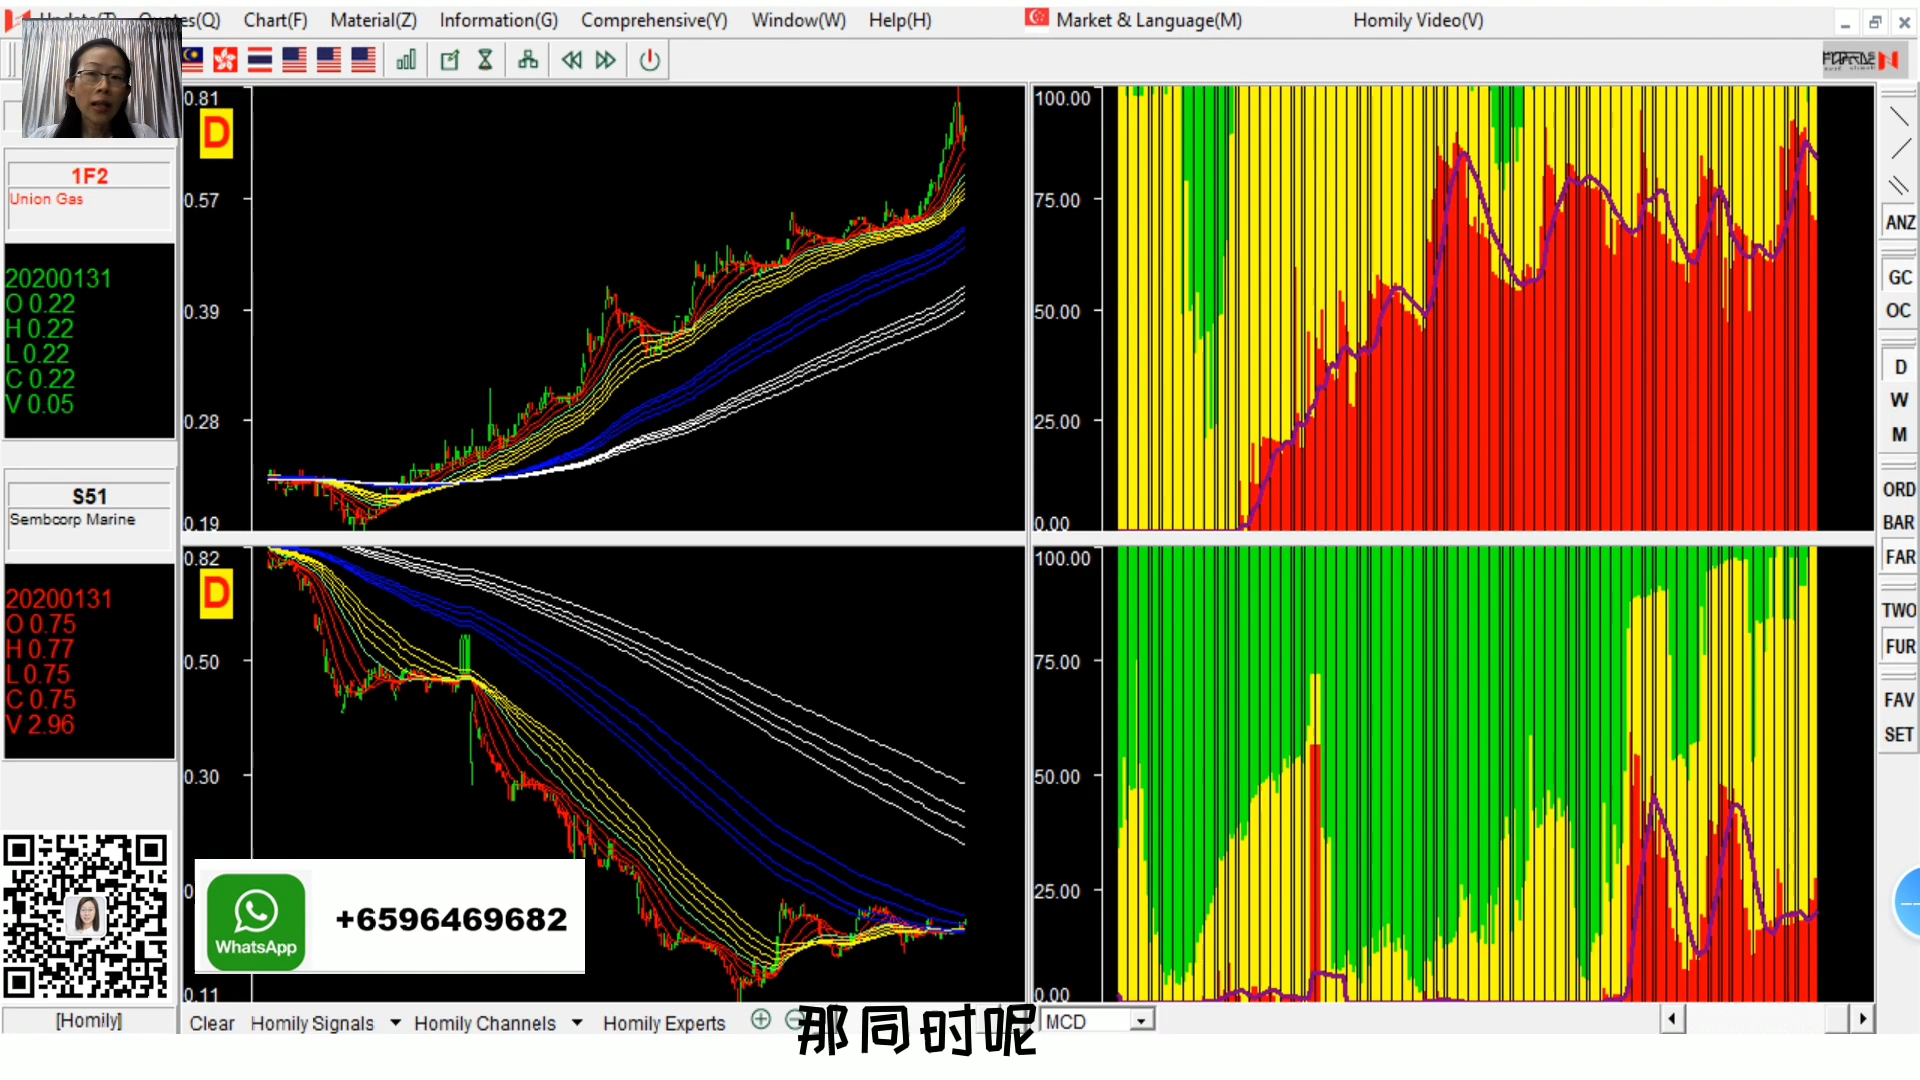 Update(T) Quotes(Q) Chart(F) Material(Z) Information(G) Comprehensive(Y) Window(W) Help(H) Market & Language(M) Homily Video(V)
1F2
Union Gas
20200131
O 0.22
H 0.22
L 0.22
C 0.22
V 0.05
S51
Sembcorp Marine
20200131
O 0.75
H 0.77
L 0.75
C 0.75
V 2.96
[Homily]
0.81
D
0.57
0.39
0.28
0.19
100.00
75.00
50.00
25.00
0.00
0.82
D
0.50
0.30
0.11
100.00
75.00
50.00
25.00
0.00
WhatsApp
+6596469682
Clear Homily Signals Homily Channels Homily Experts
MCD
那同时呢
ANZ
GC
OC
D
W
M
ORD
BAR
FAR
TWO
FUR
FAV
SET